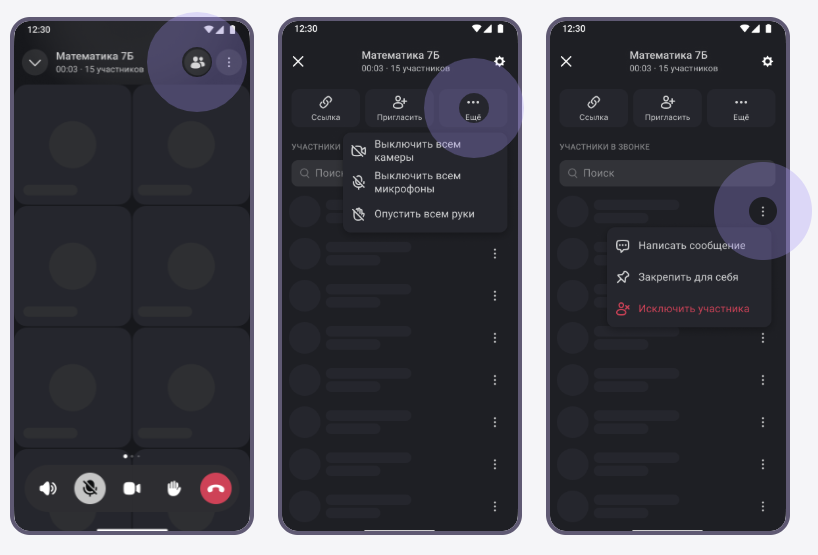 12:30
Математика 7Б
00:03 · 15 участников
12:30
Математика 7Б
00:03 · 15 участников
Ссылка
Пригласить
Ещё
УЧАСТНИКИ
Поиск
Выключить всем
камеры
Выключить всем
микрофоны
Опустить всем руки
12:30
Математика 7Б
00:03 · 15 участников
Ссылка
Пригласить
Ещё
УЧАСТНИКИ В ЗВОНКЕ
Поиск
Написать сообщение
Закрепить для себя
Исключить участника